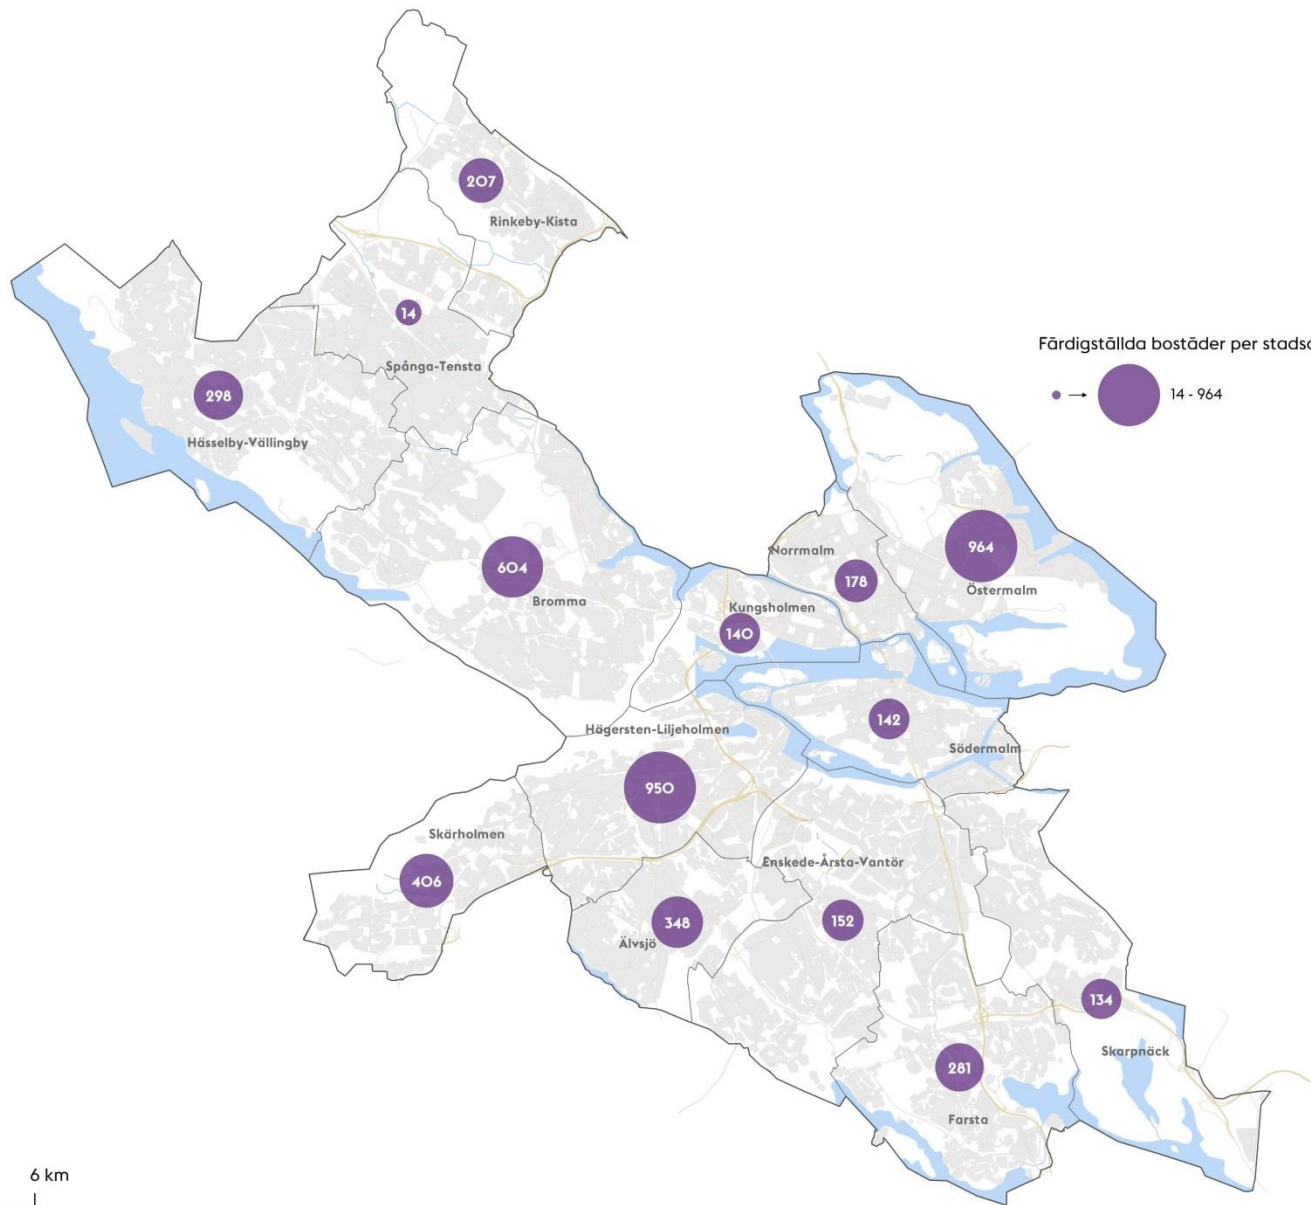 207
Rinkeby-Kista
14
Spånga-Tensta
298
Hässelby-Vällingby
Färdigställda bostäder per
14 - 964
964
Östermalm
Norrmalm
178
604
Bromma
Kungsholmen
140
142
Södermalm
Hägersten-Liljeholmen
950
Skärholmen
406
Enskede-Årsta-Vantör
152
348
Älvsjö
134
Skarpnäck
281
Farsta
6 km